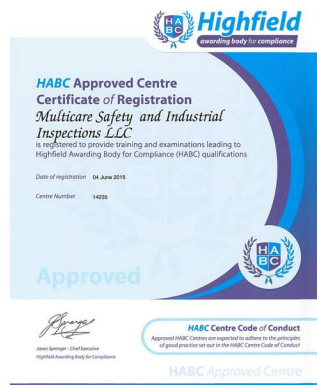 HA
BC
Highfield
awarding body for compliance
HABC Approved Centre
Certificate of Registration
Multicare Safety and Industrial
Inspections LLC
is registered to provide training and examinations leading to
Highfield Awarding Body for Compliance (HABC) qualifications
Date of registration 04 June 2015
Centre Number 14235
HA
BC
Approved
Jason Sprenger - Chief Executive
Highfield Awarding Body for Compliance
HABC Centre Code of Conduct
Approved HABC Centres are expected to adhere to the principles
of good practice set out in the HABC Centre Code of Conduct
HABC Approved Centre